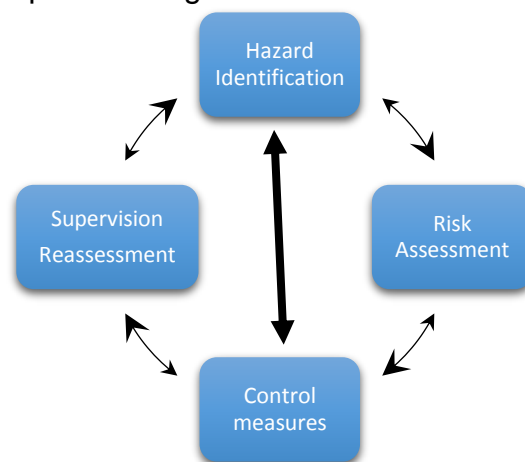 Hazard
Identification
Supervision
Reassessment
Risk
Assessment
Control
measures